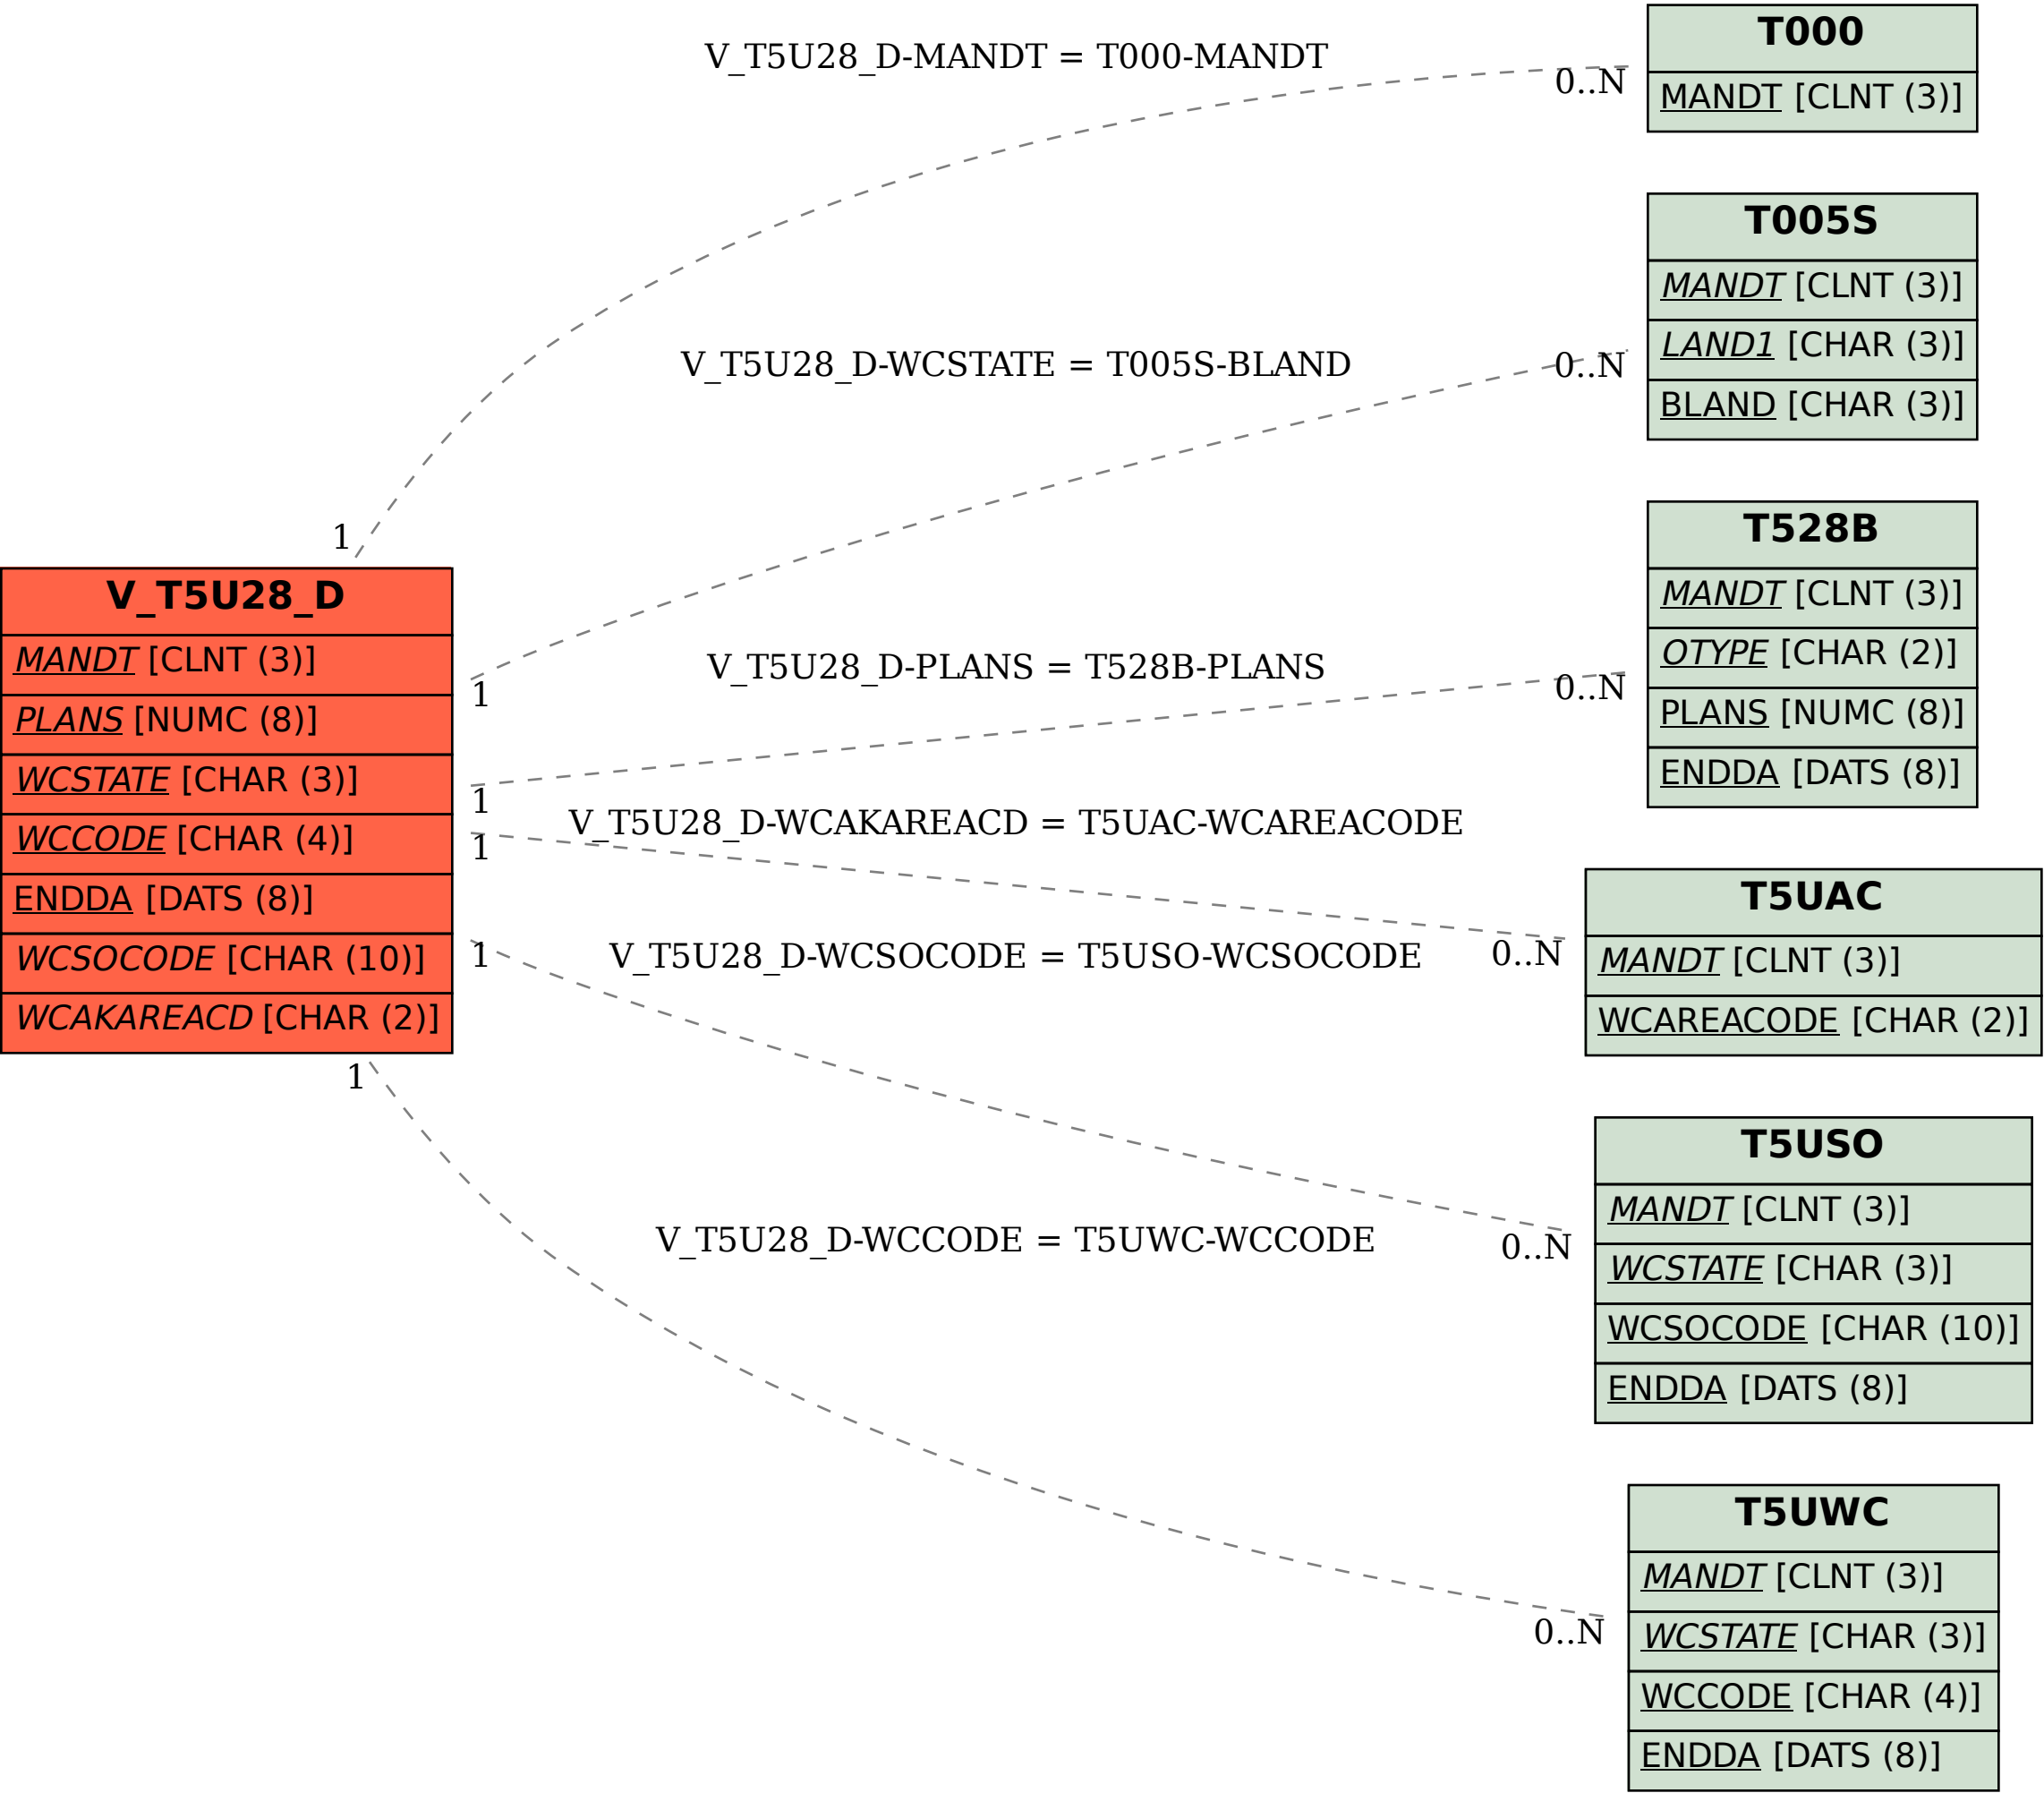 V_T5U28_D-MANDT = T000-MANDT
0..N
1
V_T5U28_D-WCSTATE = T005S-BLAND
0..N
1
V_T5U28_D-PLANS = T528B-PLANS
0..N
1
V_T5U28_D-WCAKAREACD = T5UAC-WCAREACODE
0..N
1
V_T5U28_D-WCSOCODE = T5USO-WCSOCODE
0..N
1
V_T5U28_D-WCCODE = T5UWC-WCCODE
0..N
1
V_T5U28_D
MANDT [CLNT (3)]
PLANS [NUMC (8)]
WCSTATE [CHAR (3)]
WCCODE [CHAR (4)]
ENDDA [DATS (8)]
WCSOCODE [CHAR (10)]
WCAKAREACD [CHAR (2)]
T000
MANDT [CLNT (3)]
T005S
MANDT [CLNT (3)]
LAND1 [CHAR (3)]
BLAND [CHAR (3)]
T528B
MANDT [CLNT (3)]
OTYPE [CHAR (2)]
PLANS [NUMC (8)]
ENDDA [DATS (8)]
T5UAC
MANDT [CLNT (3)]
WCAREACODE [CHAR (2)]
T5USO
MANDT [CLNT (3)]
WCSTATE [CHAR (3)]
WCSOCODE [CHAR (10)]
ENDDA [DATS (8)]
T5UWC
MANDT [CLNT (3)]
WCSTATE [CHAR (3)]
WCCODE [CHAR (4)]
ENDDA [DATS (8)]